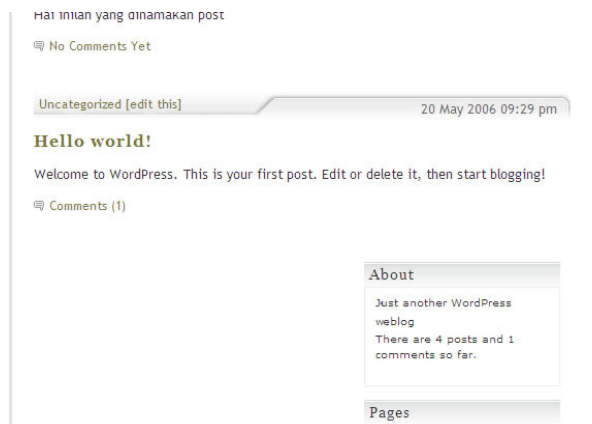 Hai inilah yang dinamakan post
No Comments Yet
Uncategorized [edit this]
20 May 2006 09:29 pm
Hello world!
Welcome to WordPress. This is your first post. Edit or delete it, then start blogging!
Comments (1)
About
Just another WordPress
weblog
There are 4 posts and 1
comments so far.
Pages